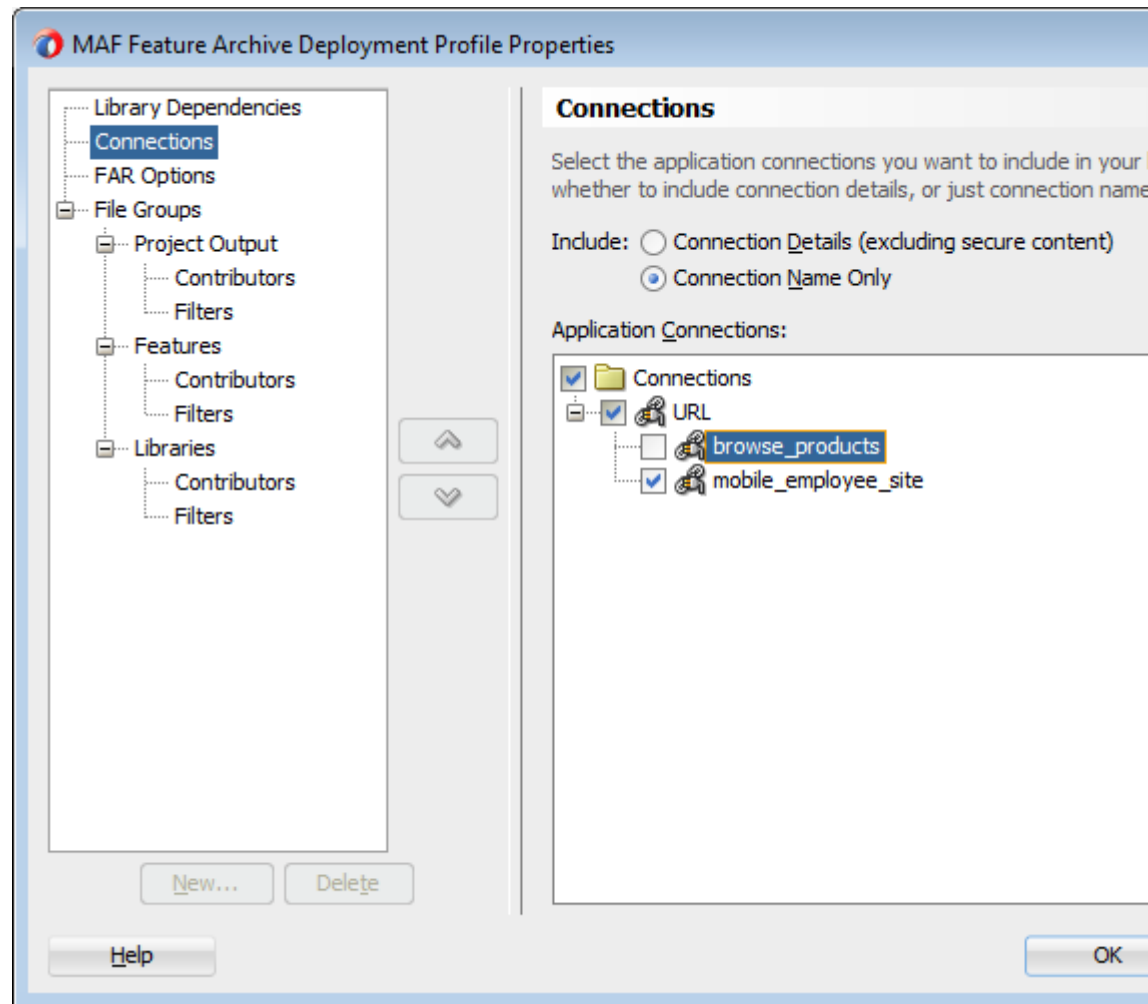 MAF Feature Archive Deployment Profile Properties
Library Dependencies
Connections
FAR Options
File Groups
Project Output
Contributors
Filters
Features
Contributors
Filters
Libraries
Contributors
Filters
New...
Delete
Help
Connections
Select the application connections you want to include in your
whether to include connection details, or just connection name
Include: Connection Details (excluding secure content)
Connection Name Only
Application Connections:
Connections
URL
browse_products
mobile_employee_site
OK